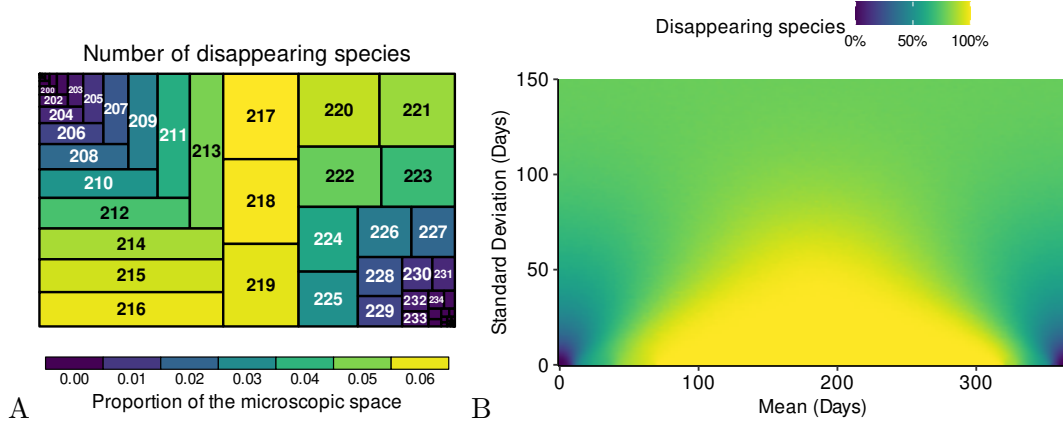 Disappearing species
0% 50% 100%
Number of disappearing species
200 203 205 207 209 211 213 217 220 221
202
204
206
208
210
212
214
215
216
218
219
222 223
224 226 227
225 228 230 231
229 232 234
233
0.00 0.01 0.02 0.03 0.04 0.05 0.06
Proportion of the microscopic space
A
Standard Deviation (Days)
150
100
50
0
0 100 200 300
Mean (Days)
B